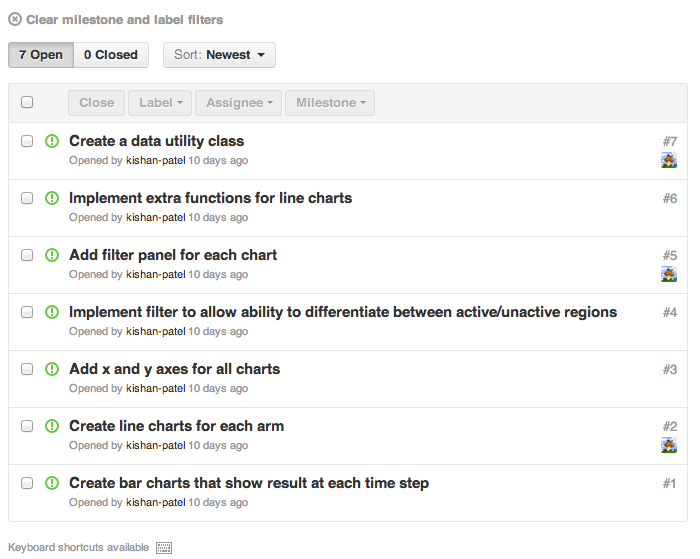 Clear milestone and label filters
7 Open 0 Closed Sort: Newest
Close Label Assignee Milestone
Create a data utility class #7
Opened by kishan-patel 10 days ago
Implement extra functions for line charts #6
Opened by kishan-patel 10 days ago
Add filter panel for each chart #5
Opened by kishan-patel 10 days ago
Implement filter to allow ability to differentiate between active/unactive regions #4
Opened by kishan-patel 10 days ago
Add x and y axes for all charts #3
Opened by kishan-patel 10 days ago
Create line charts for each arm #2
Opened by kishan-patel 10 days ago
Create bar charts that show result at each time step #1
Opened by kishan-patel 10 days ago
Keyboard shortcuts available